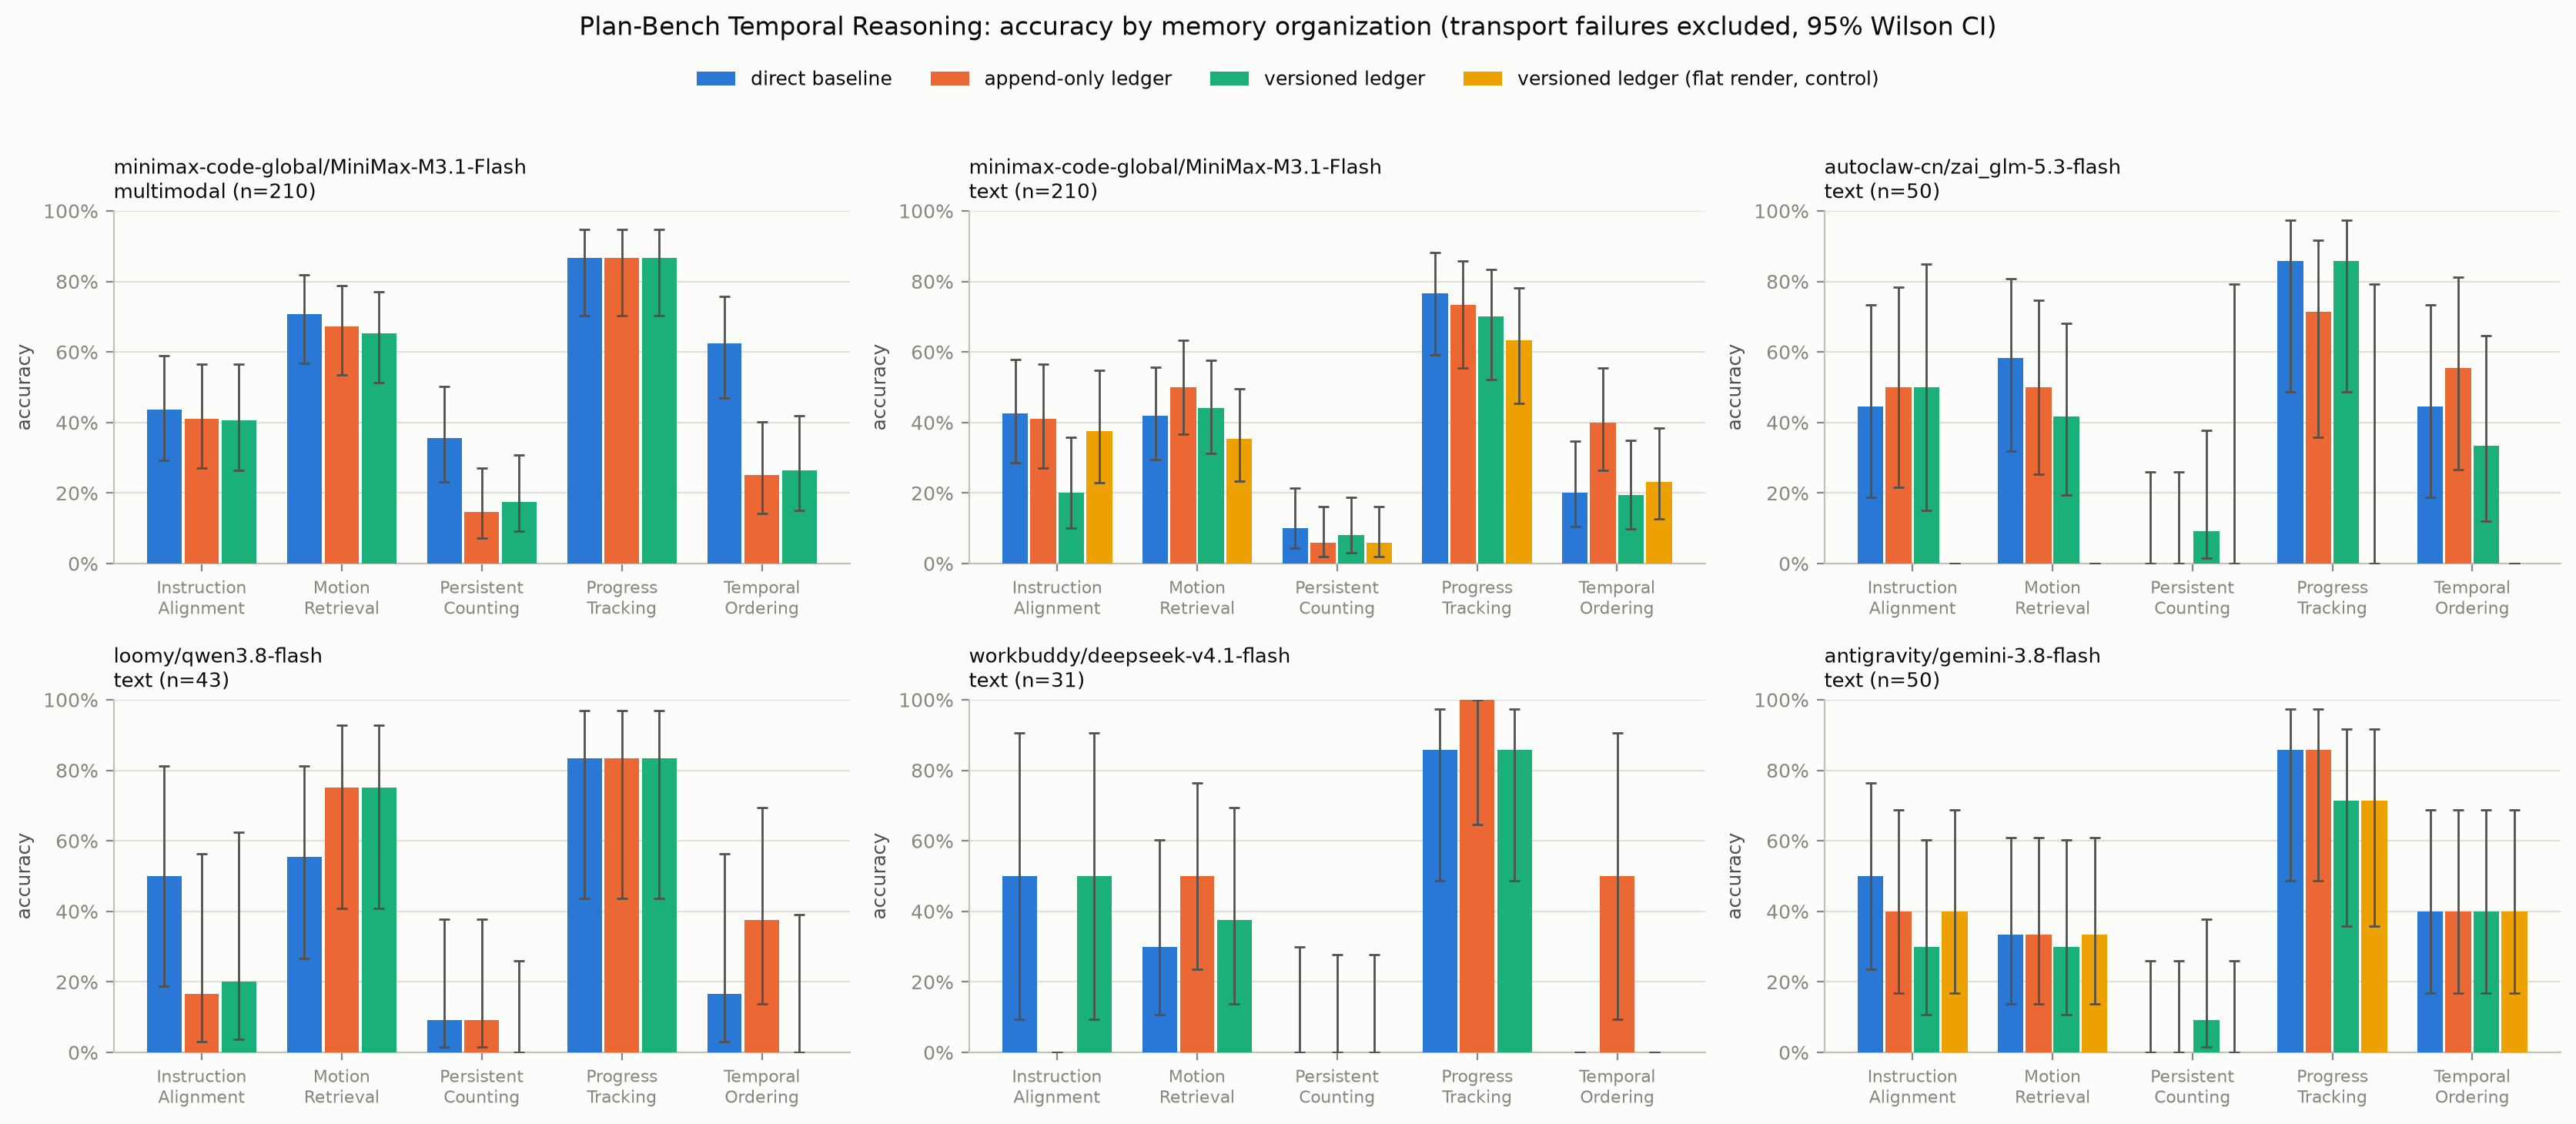 Plan-Bench Temporal Reasoning: accuracy by memory organization (transport failures excluded, 95% Wilson CI)
direct baseline
append-only ledger
versioned ledger
versioned ledger (flat render, control)
minimax-code-global/MiniMax-M3.1-Flash
multimodal (n=210)
100%
80%
60%
40%
20%
0%
accuracy
Instruction
Alignment
Motion
Retrieval
Persistent
Counting
Progress
Tracking
Temporal
Ordering
minimax-code-global/MiniMax-M3.1-Flash
text (n=210)
100%
80%
60%
40%
20%
0%
accuracy
Instruction
Alignment
Motion
Retrieval
Persistent
Counting
Progress
Tracking
Temporal
Ordering
autoclaw-cn/zai_glm-5.3-flash
text (n=50)
100%
80%
60%
40%
20%
0%
accuracy
Instruction
Alignment
Motion
Retrieval
Persistent
Counting
Progress
Tracking
Temporal
Ordering
loomy/qwen3.8-flash
text (n=43)
100%
80%
60%
40%
20%
0%
accuracy
Instruction
Alignment
Motion
Retrieval
Persistent
Counting
Progress
Tracking
Temporal
Ordering
workbuddy/deepseek-v4.1-flash
text (n=31)
100%
80%
60%
40%
20%
0%
accuracy
Instruction
Alignment
Motion
Retrieval
Persistent
Counting
Progress
Tracking
Temporal
Ordering
antigravity/gemini-3.8-flash
text (n=50)
100%
80%
60%
40%
20%
0%
accuracy
Instruction
Alignment
Motion
Retrieval
Persistent
Counting
Progress
Tracking
Temporal
Ordering